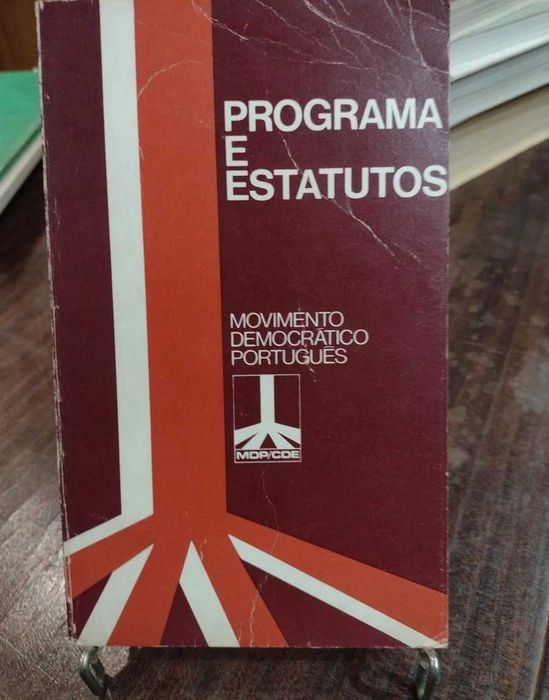 PROGRAMA
E
ESTATUTOS
MOVIMENTO
DEMOCRÁTICO
PORTUGUÊS
MDP/CDE